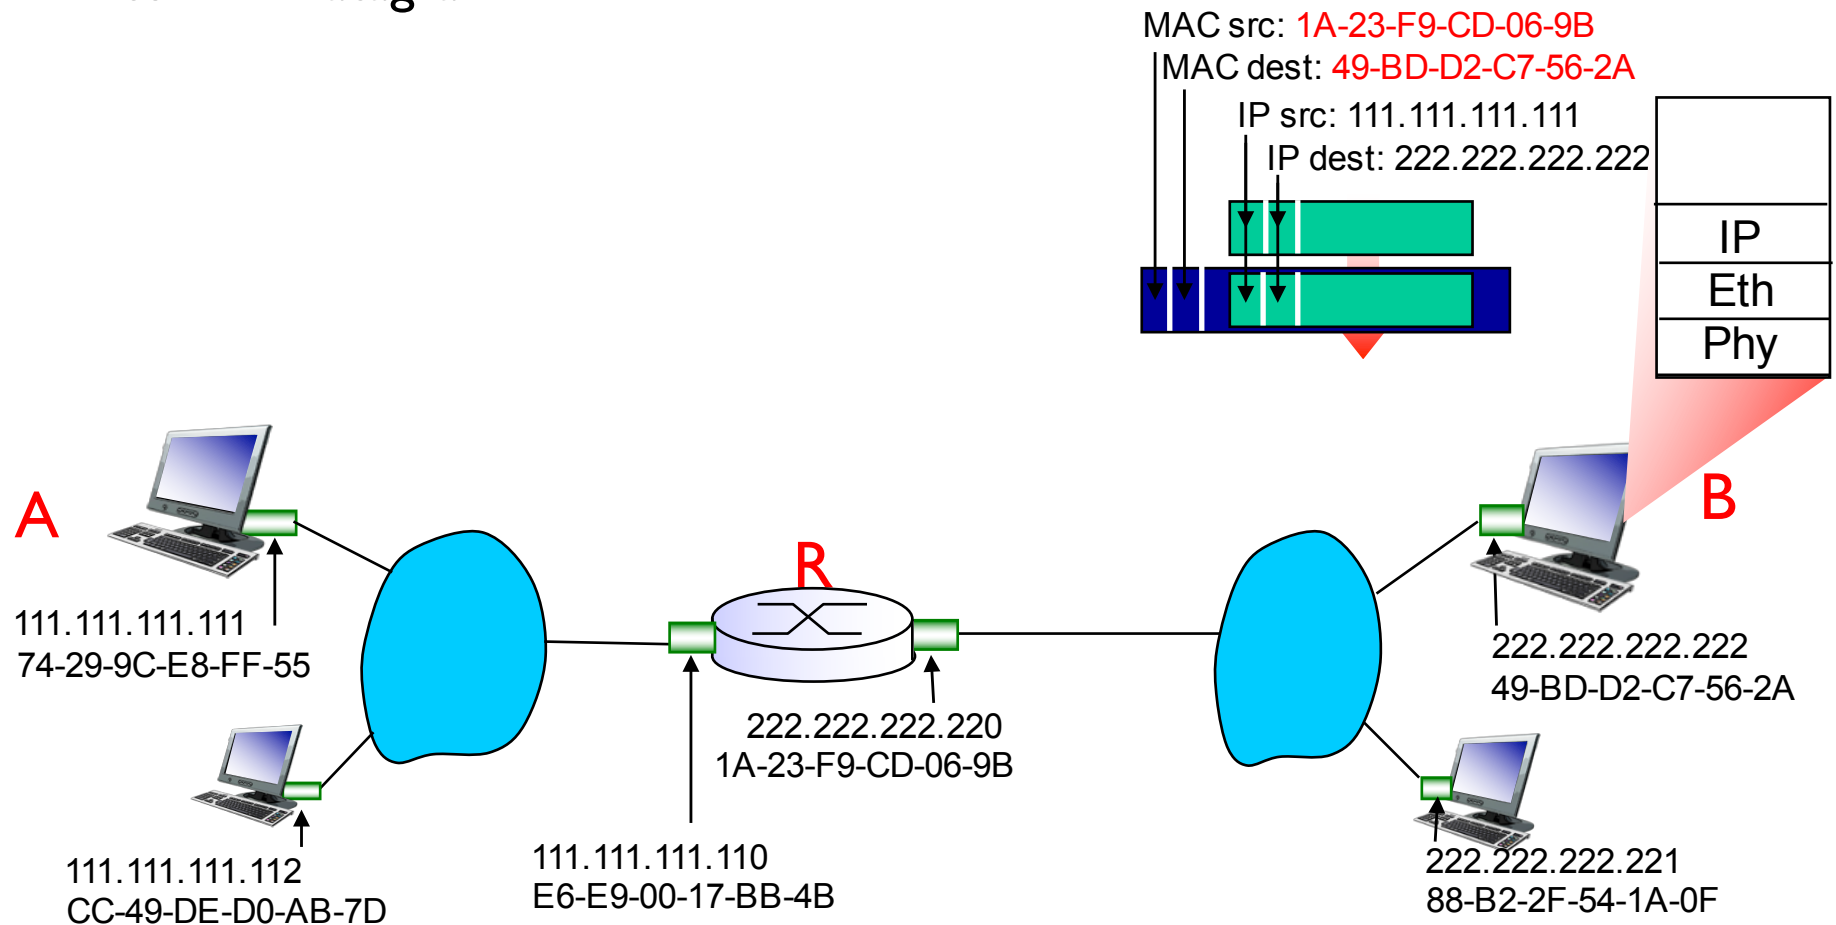 MAC src: 1A-23-F9-CD-06-9B
MAC dest: 49-BD-D2-C7-56-2A
IP src: 111.111.111.111
IP dest: 222.222.222.222
IP
Eth
Phy
A
B
R
111.111.111.111
74-29-9C-E8-FF-55
222.222.222.222
49-BD-D2-C7-56-2A
222.222.222.220
1A-23-F9-CD-06-9B
111.111.111.112
CC-49-DE-D0-AB-7D
111.111.111.110
E6-E9-00-17-BB-4B
222.222.222.221
88-B2-2F-54-1A-0F